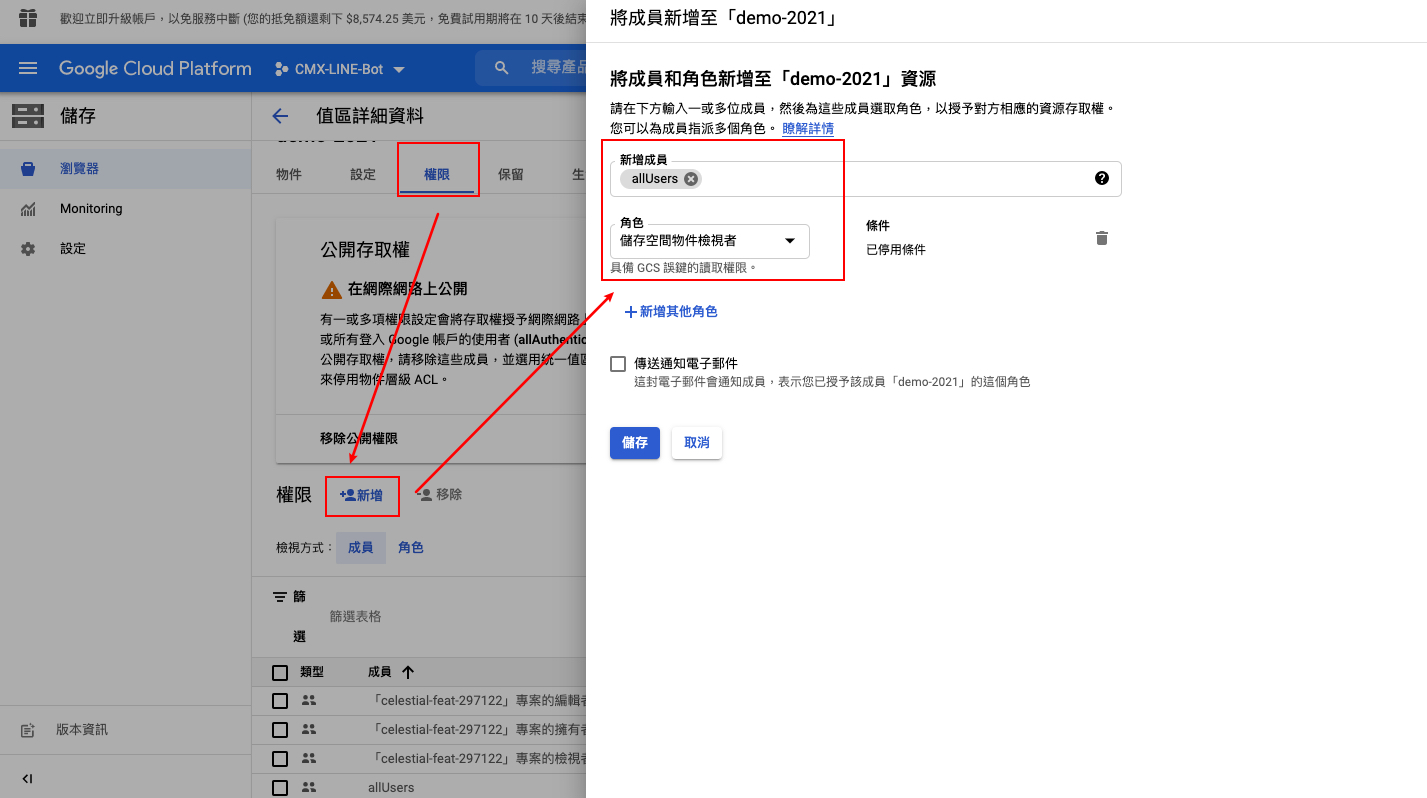 歡迎立即升級帳戶，以免服務中斷 (您的抵免額還剩下 $8,574.25 美元，免費試用期將在 10 天後結束
Google Cloud Platform
CMX-LINE-Bot
搜尋產品
儲存
值區詳細資料
瀏覽器
Monitoring
設定
版本資訊
物件
設定
權限
保留
生
公開存取權
在網際網路上公開
有一或多項權限設定會將存取權授予網際網路上
或所有登入 Google 帳戶的使用者 (allAuthentic
公開存取權，請移除這些成員，並選用統一值區
來停用物件層級 ACL。
移除公開權限
權限
新增
移除
檢視方式：
成員
角色
篩
選
篩選表格
類型
成員
「celestial-feat-297122」專案的編輯者
「celestial-feat-297122」專案的擁有者
「celestial-feat-297122」專案的檢視者
allUsers
將成員新增至「demo-2021」
將成員和角色新增至「demo-2021」資源
請在下方輸入一或多位成員，然後為這些成員選取角色，以授予對方相應的資源存取權。
您可以為成員指派多個角色。 瞭解詳情
新增成員
allUsers
角色
儲存空間物件檢視者
具備 GCS 誤鍵的讀取權限。
條件
已停用條件
新增其他角色
傳送通知電子郵件
這封電子郵件會通知成員，表示您已授予該成員「demo-2021」的這個角色
儲存
取消